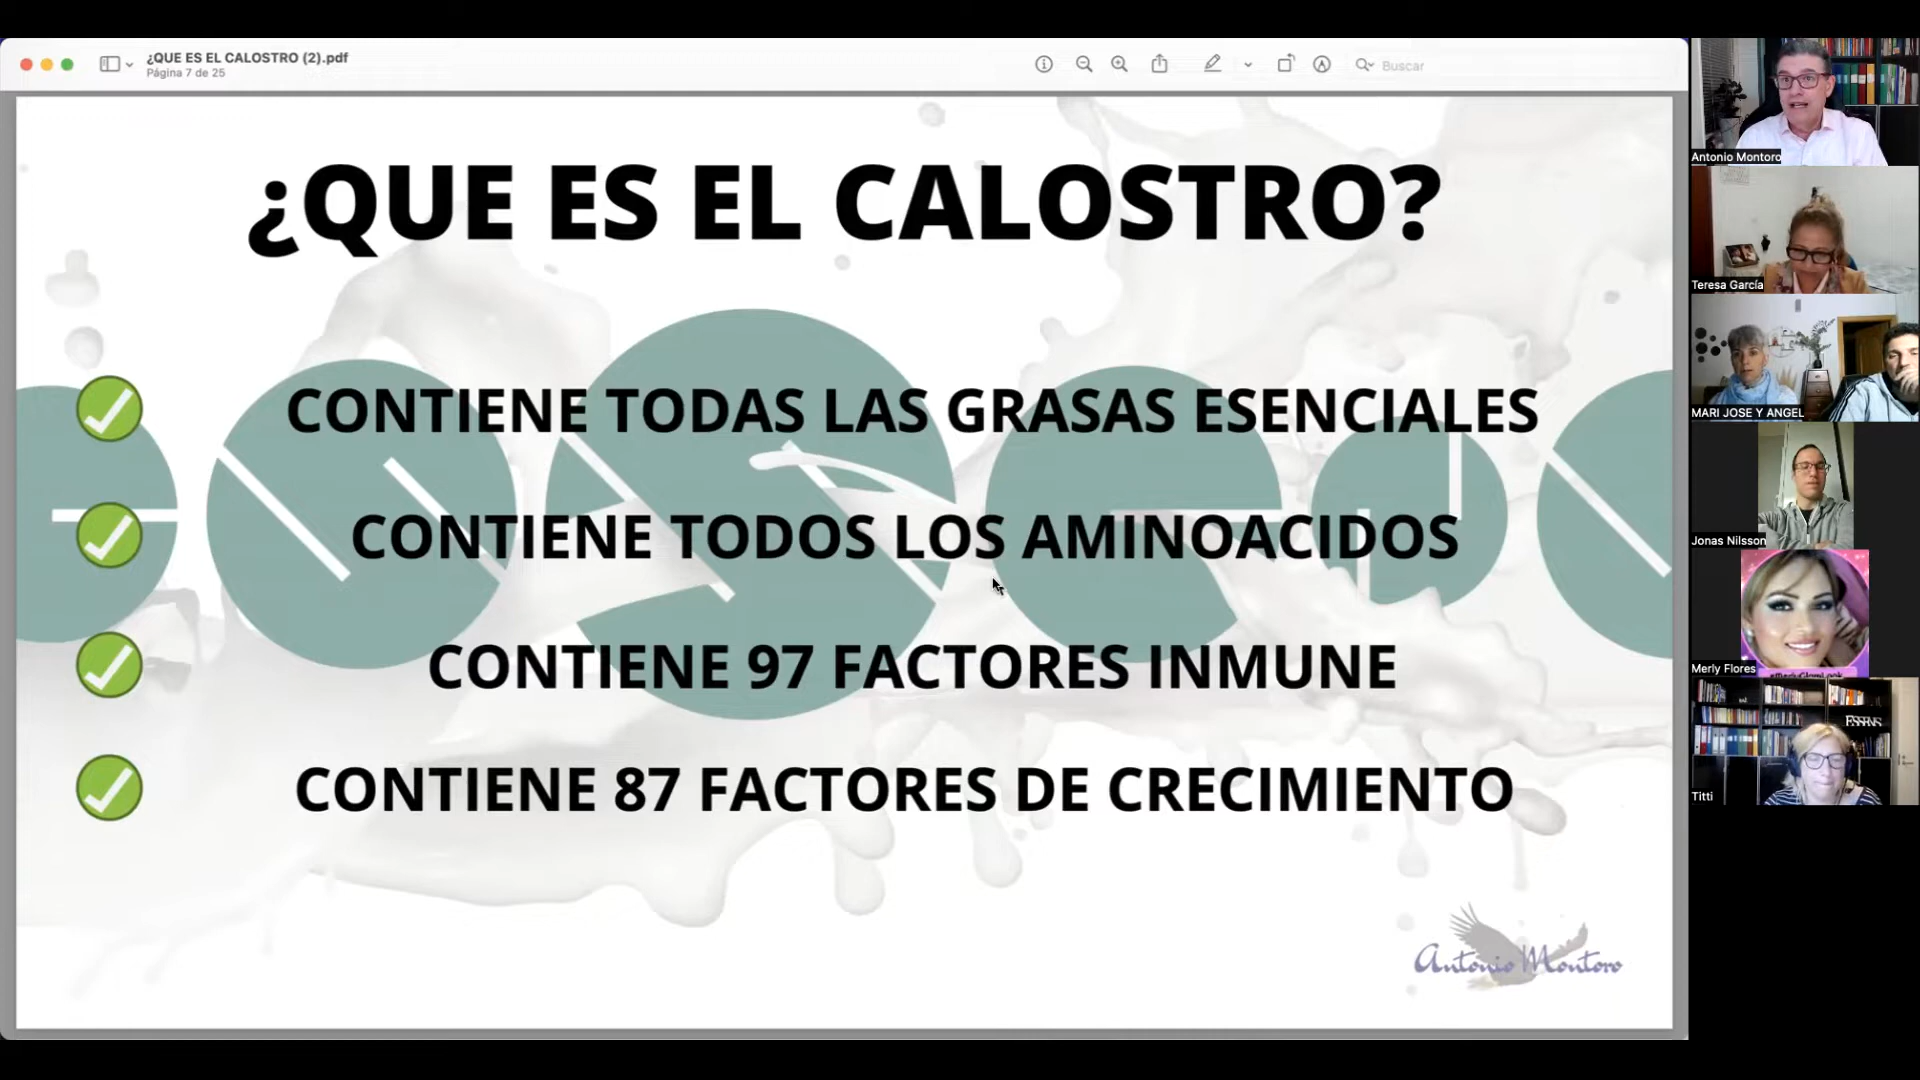 ¿QUE ES EL CALOSTRO (2).pdf
Página 7 de 25
Buscar
¿QUE ES EL CALOSTRO?
CONTIENE TODAS LAS GRASAS ESENCIALES
CONTIENE TODOS LOS AMINOACIDOS
CONTIENE 97 FACTORES INMUNE
CONTIENE 87 FACTORES DE CRECIMIENTO
Antonio Montoro
Antonio Montoro
Teresa García
MARI JOSE Y ANGEL
Jonas Nilsson
Merly Flores
ESSENS
Titti